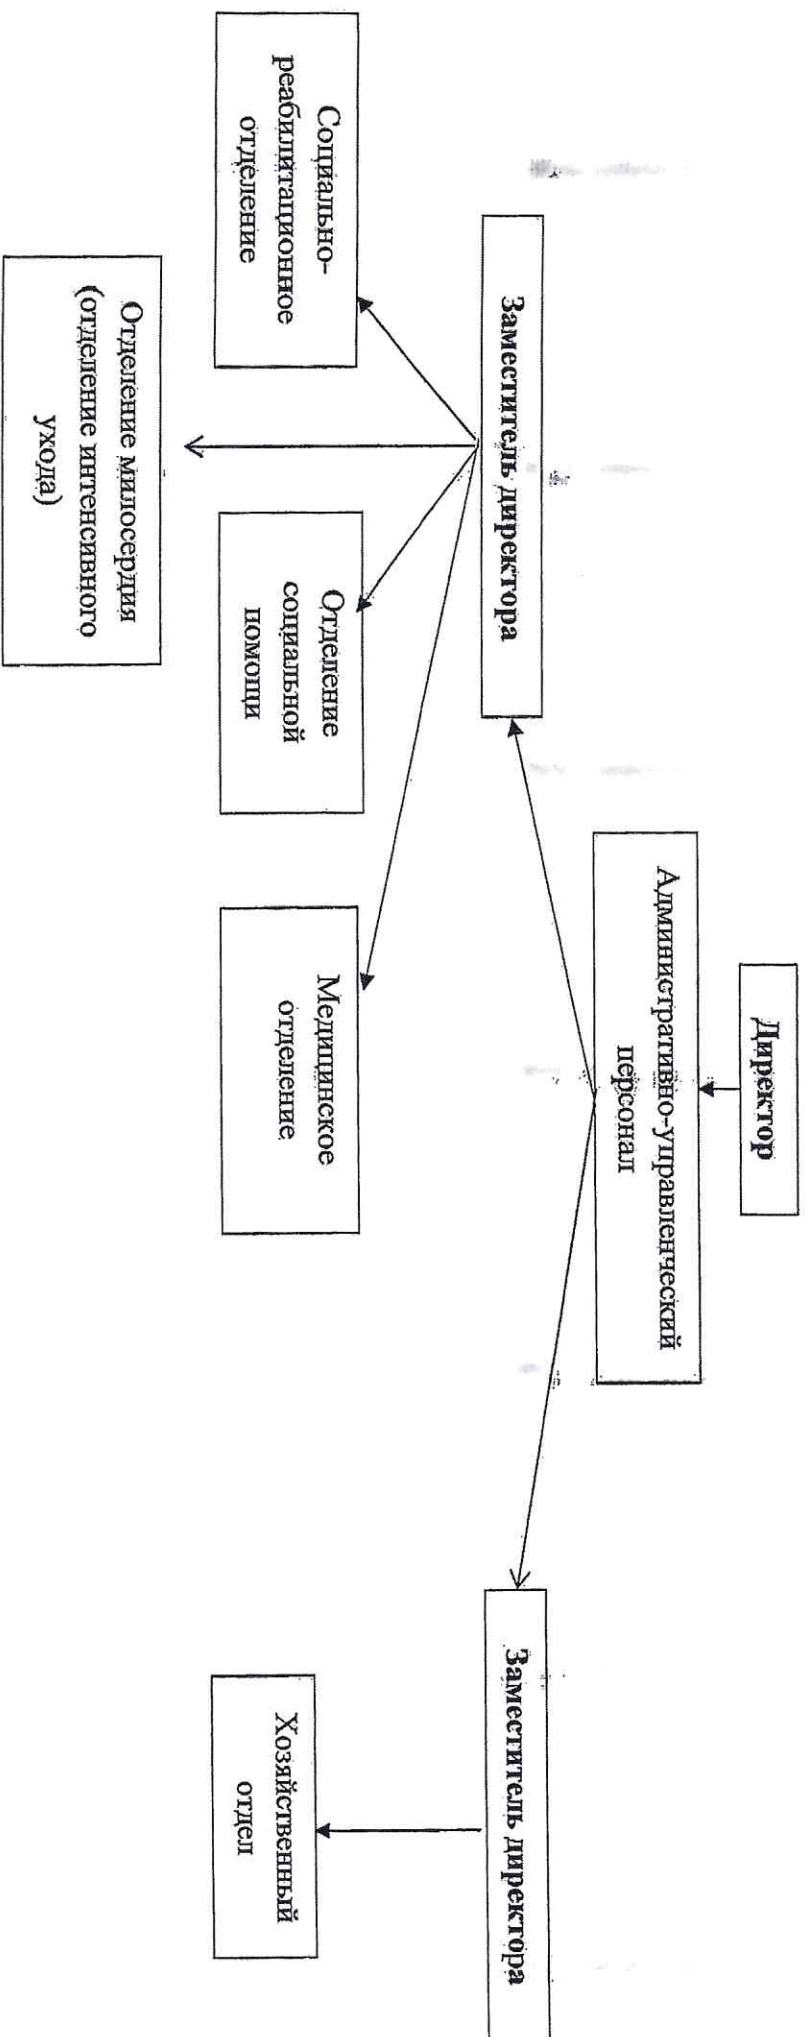 Директор
Административно-управленческий
персонал
Заместитель директора
Заместитель директора
Социально-
реабилитационное
отделение
Отделение
социальной
помощи
Медицинское
отделение
Хозяйственный
отдел
Отделение милосердия
(отделение интенсивного
ухода)